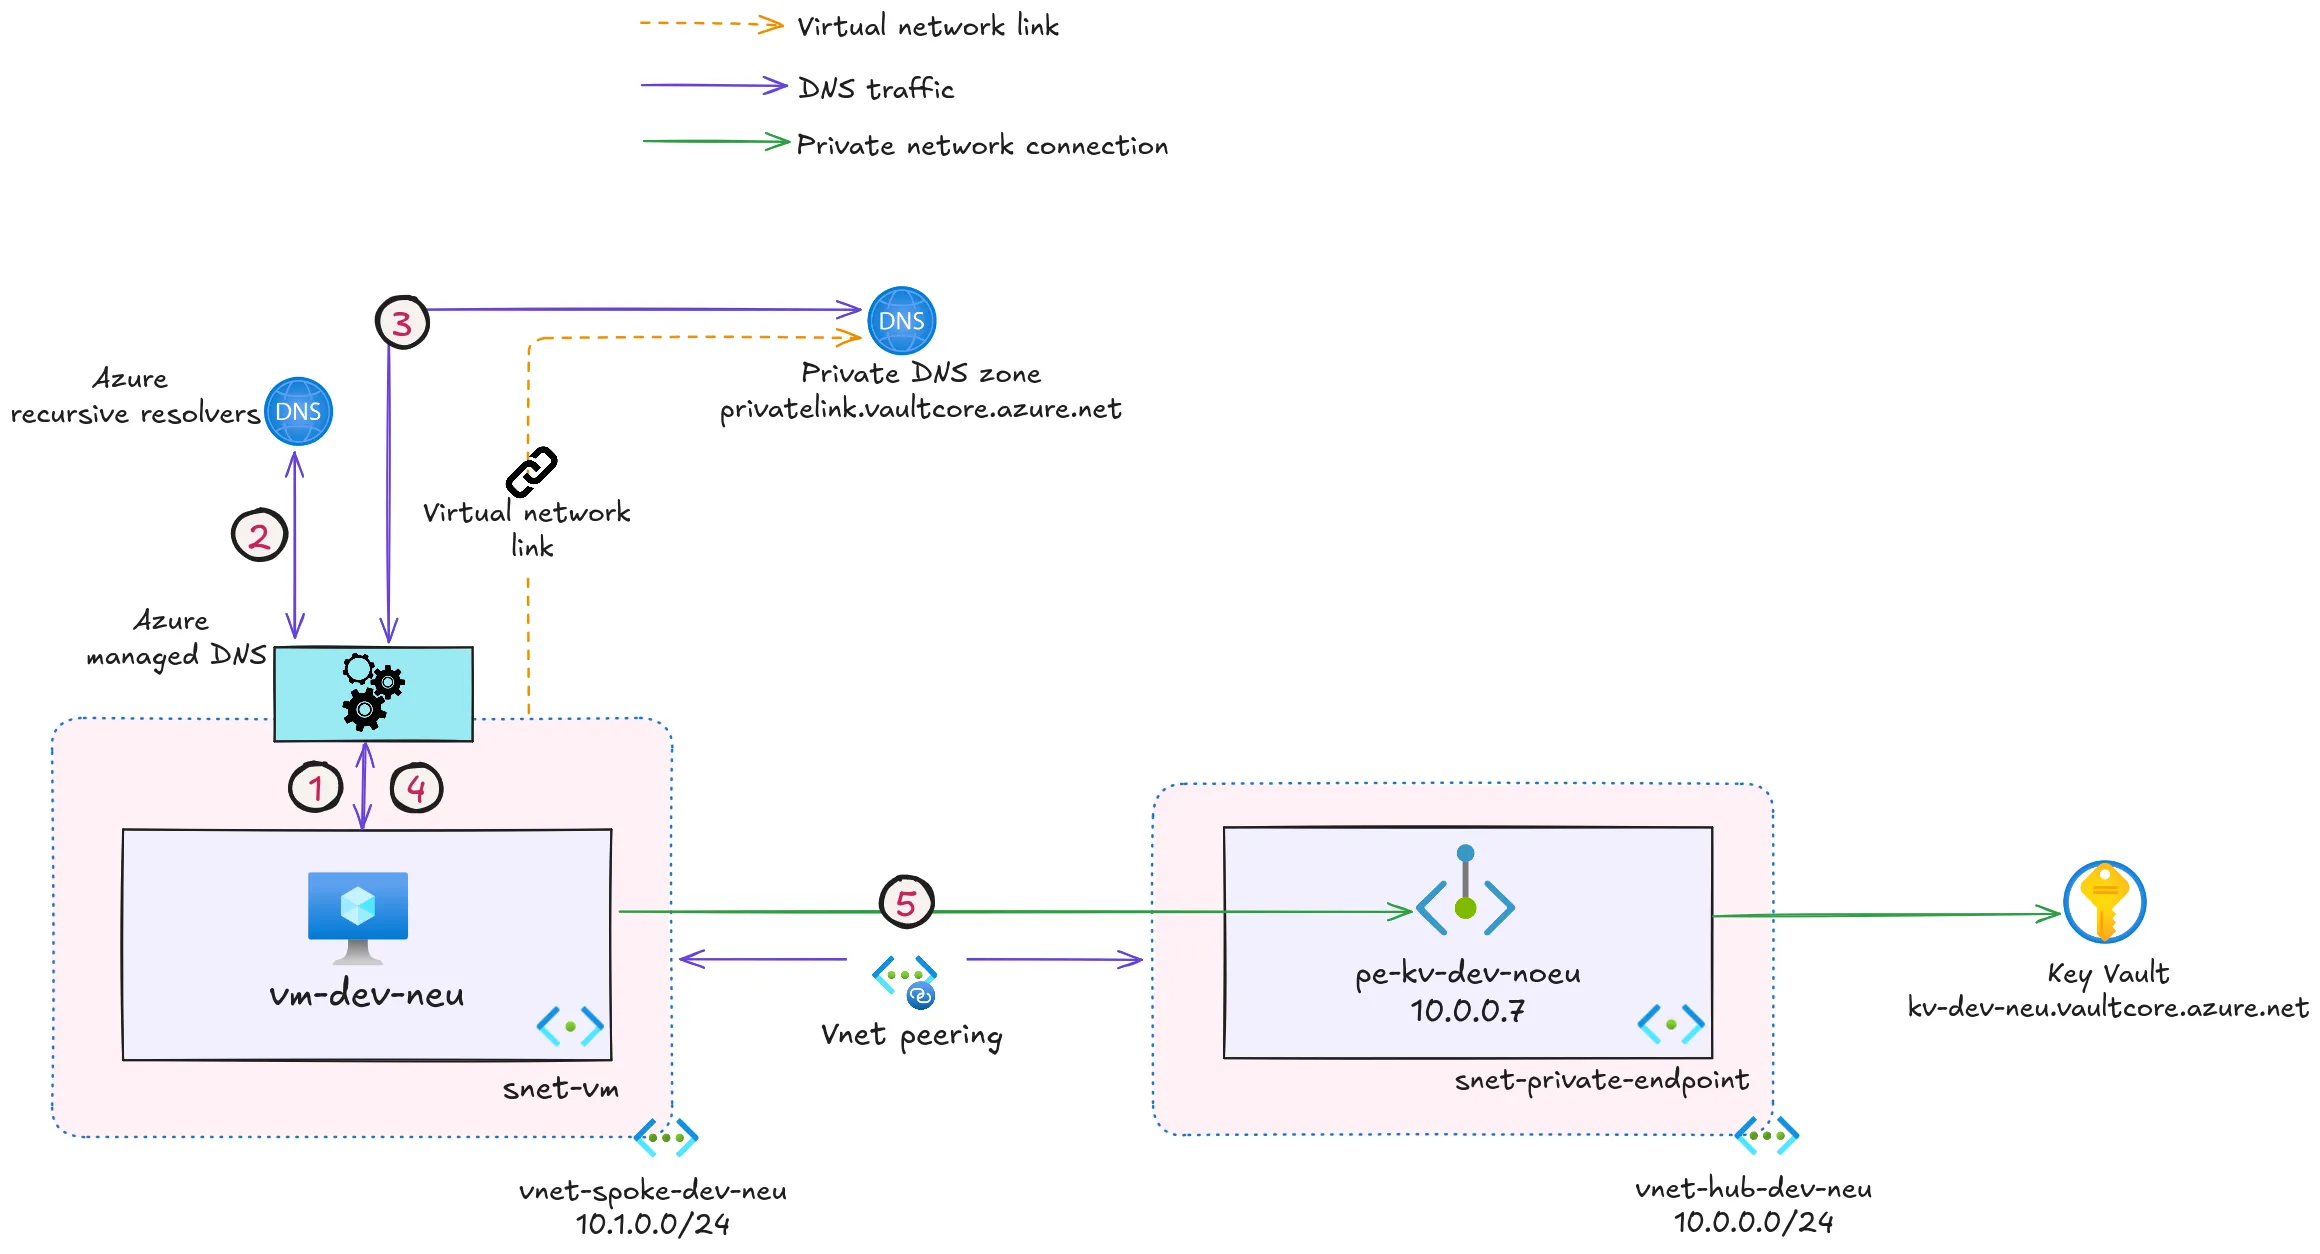 Virtual network link
DNS traffic
Private network connection
3
DNS
Private DNS zone
privatelink.vaultcore.azure.net
Azure
recursive resolvers
DNS
Virtual network
link
2
Azure
managed DNS
1
4
vm-dev-neu
snet-vm
vnet-spoke-dev-neu
10.1.0.0/24
5
Vnet peering
pe-kv-dev-noeu
10.0.0.7
snet-private-endpoint
vnet-hub-dev-neu
10.0.0.0/24
Key Vault
kv-dev-neu.vaultcore.azure.net